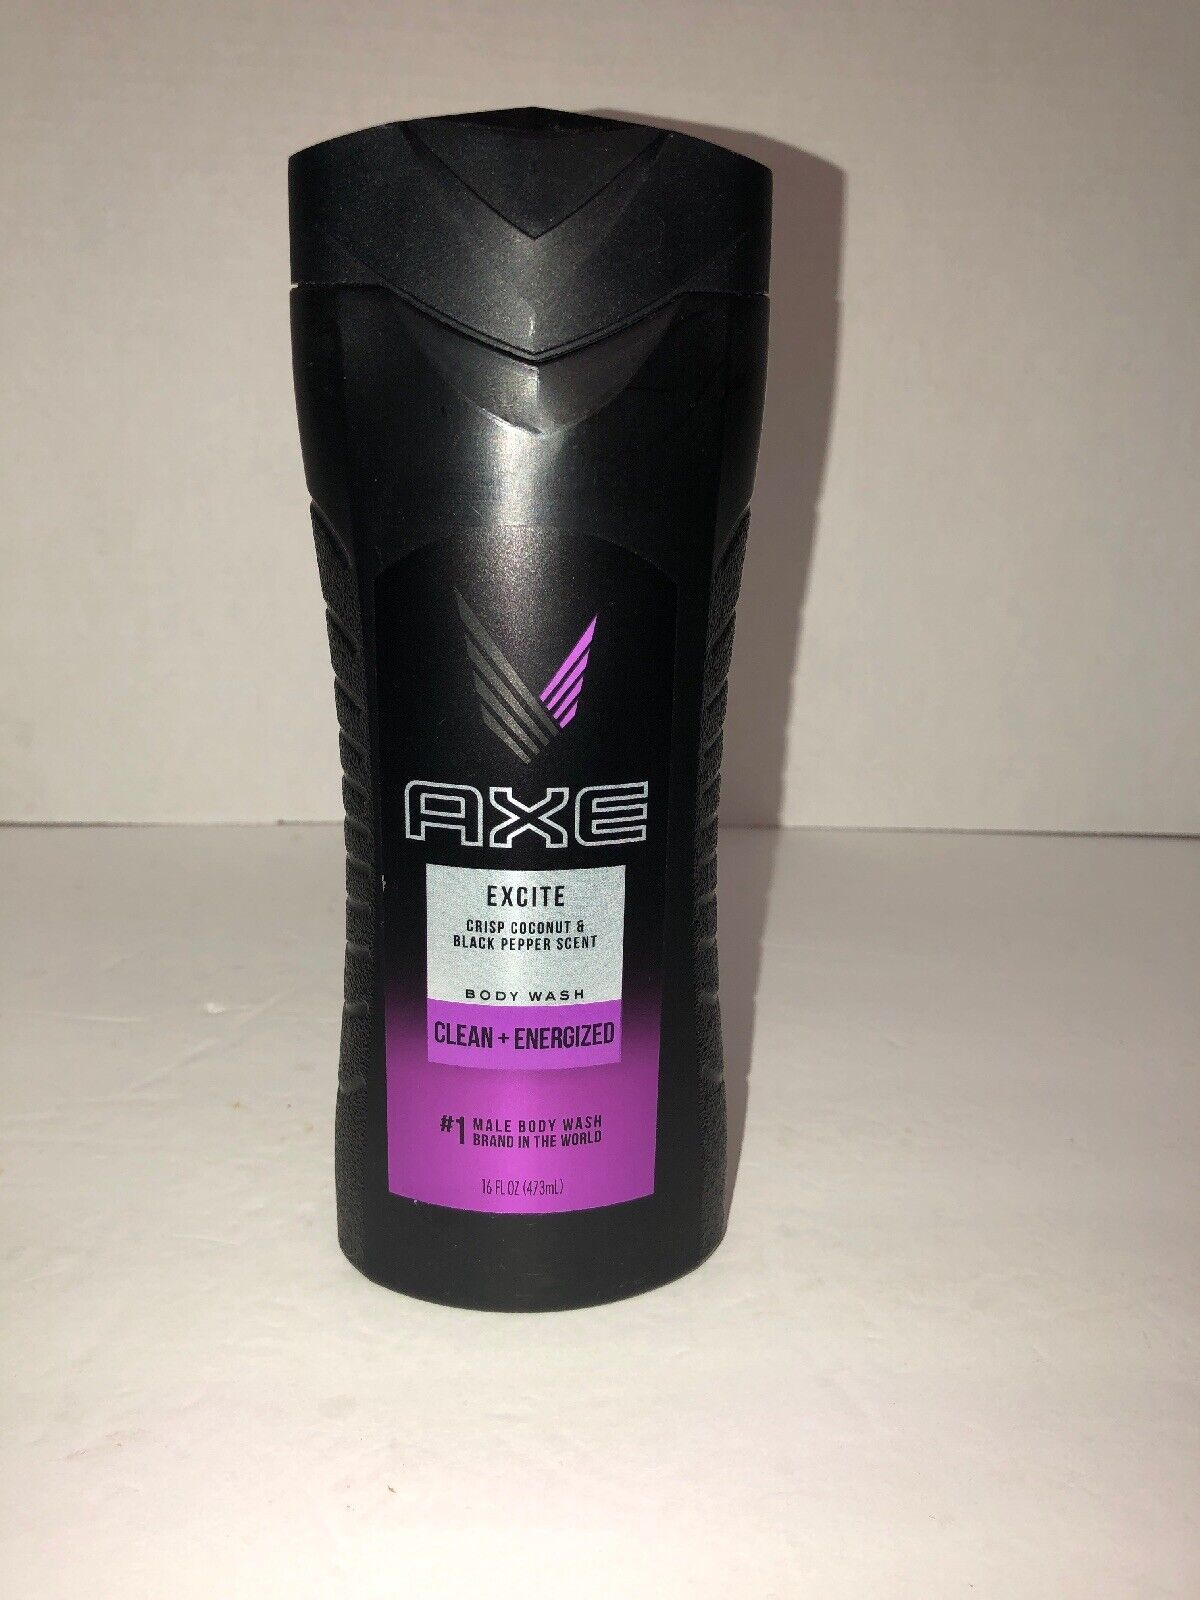 AXE
EXCITE
CRISP COCONUT &
BLACK PEPPER SCENT
BODY WASH
CLEAN + ENERGIZED
#1 MALE BODY WASH
BRAND IN THE WORLD
16 FL OZ (473mL)